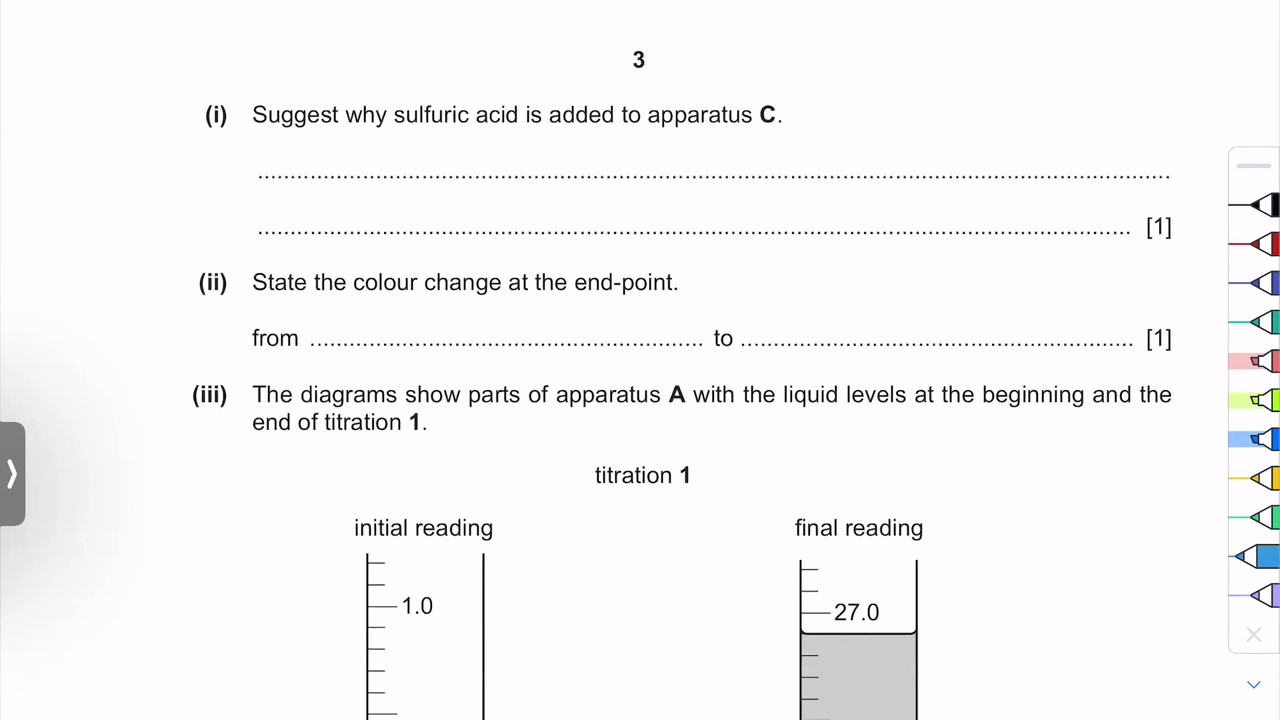 3
(i) Suggest why sulfuric acid is added to apparatus C.
..........................................................................................................................................
.................................................................................................................................... [1]
(ii) State the colour change at the end-point.
from ............................................................ to ............................................................ [1]
(iii) The diagrams show parts of apparatus A with the liquid levels at the beginning and the
end of titration 1.
titration 1
initial reading final reading
1.0 27.0